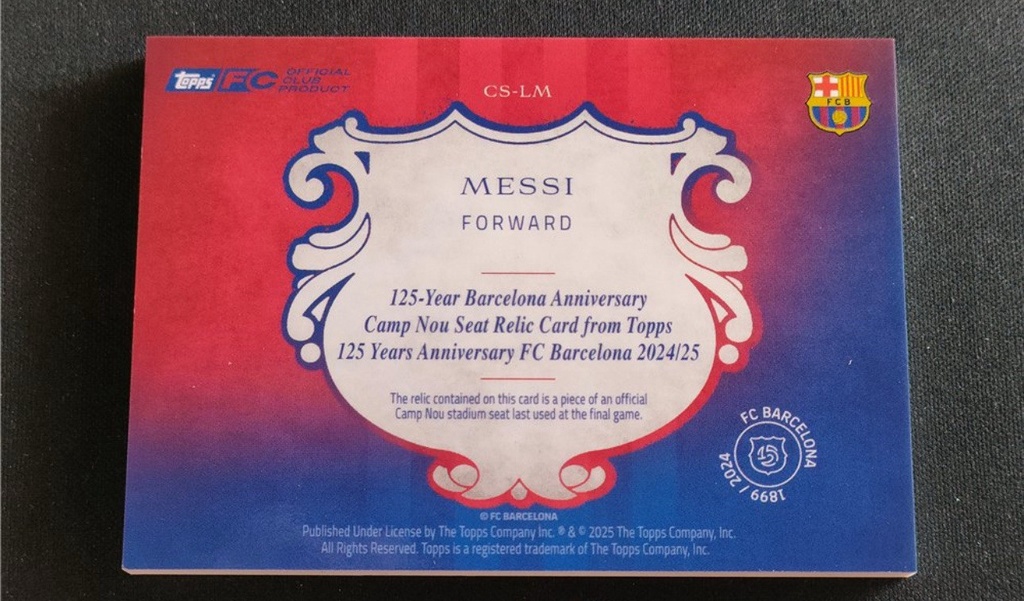 Topps FC OFFICIAL
CLUB
PRODUCT
CS-LM
FCB
MESSI
FORWARD
125-Year Barcelona Anniversary
Camp Nou Seat Relic Card from Topps
125 Years Anniversary FC Barcelona 2024/25
The relic contained on this card is a piece of an official
Camp Nou stadium seat last used at the final game.
FC BARCELONA
125
1899 / 2024
© FC BARCELONA
Published Under License by The Topps Company Inc. ® & © 2025 The Topps Company, Inc.
All Rights Reserved. Topps is a registered trademark of The Topps Company, Inc.